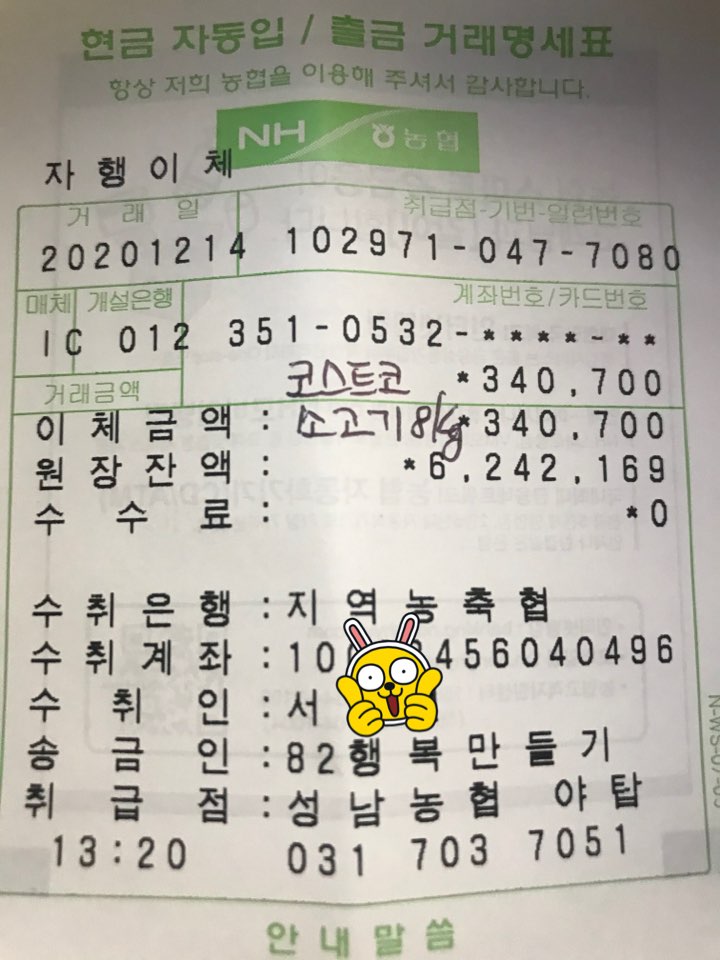 현금 자동입 / 출금 거래명세표
항상 저희 농협을 이용해 주셔서 감사합니다.
NH 농협
자행이체
거 래 일 취급점-기번-일련번호
20201214 102971-047-7080
매체 개설은행 계좌번호/카드번호
IC 012 351-0532 ****-**
거래금액 코스트코 *340,700
이체금액 : 소고기 8kg *340,700
원장잔액 : *6,242,169
수 수 료 : *0
수취은행 : 지역농축협
수취계좌 : 10 456040496
수 취 인 : 서
송 금 인 : 82행복만들기
취 급 점 : 성남농협 야탑
13:20 031 703 7051
안내말씀